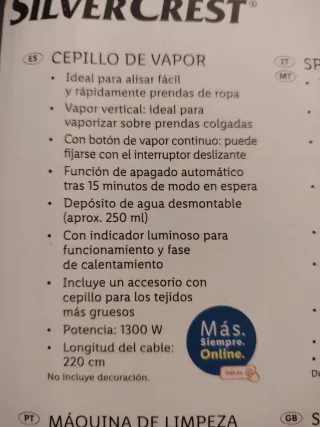 SILVERCREST®
ES CEPILLO DE VAPOR
• Ideal para alisar fácil
y rápidamente prendas de ropa
• Vapor vertical: ideal para
vaporizar sobre prendas colgadas
• Con botón de vapor continuo: puede
fijarse con el interruptor deslizante
• Función de apagado automático
tras 15 minutos de modo en espera
• Depósito de agua desmontable
(aprox. 250 ml)
• Con indicador luminoso para
funcionamiento y fase
de calentamiento
• Incluye un accesorio con
cepillo para los tejidos
más gruesos
• Potencia: 1300 W
• Longitud del cable:
220 cm
No incluye decoración.
Más.
Siempre.
Online.
IT SP
MT
PT MÁQUINA DE LIMPEZA
GB S